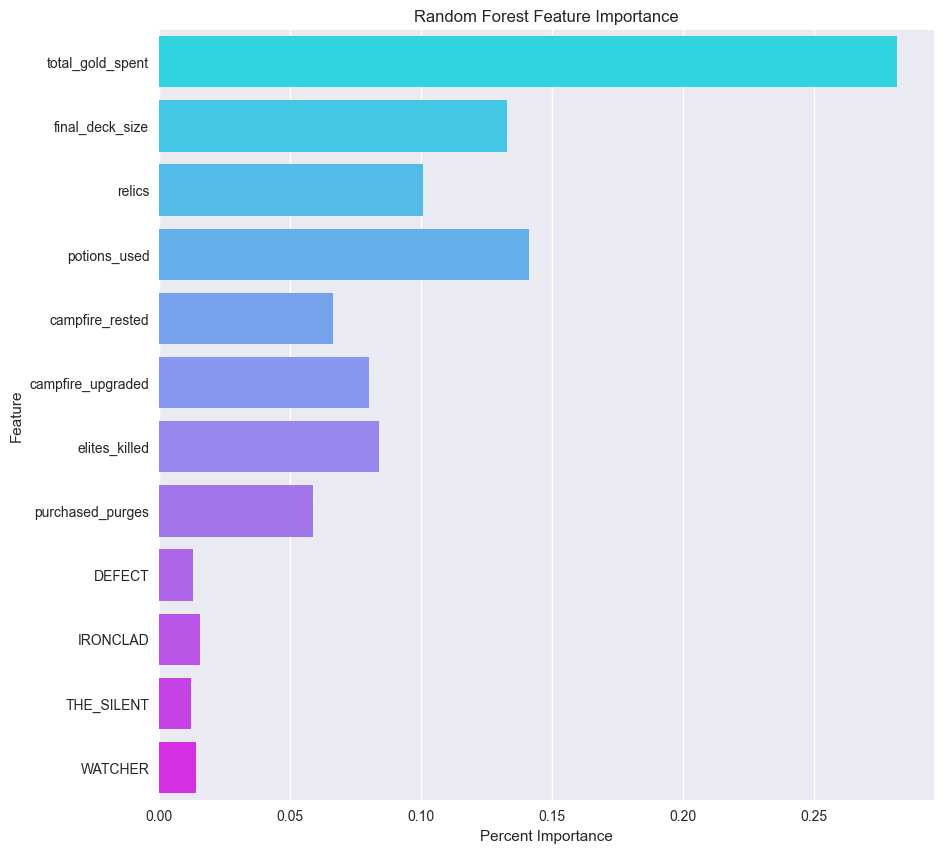 Random Forest Feature Importance
total_gold_spent
final_deck_size
relics
potions_used
campfire_rested
campfire_upgraded
elites_killed
purchased_purges
DEFECT
IRONCLAD
THE_SILENT
WATCHER
Feature
0.00 0.05 0.10 0.15 0.20 0.25
Percent Importance